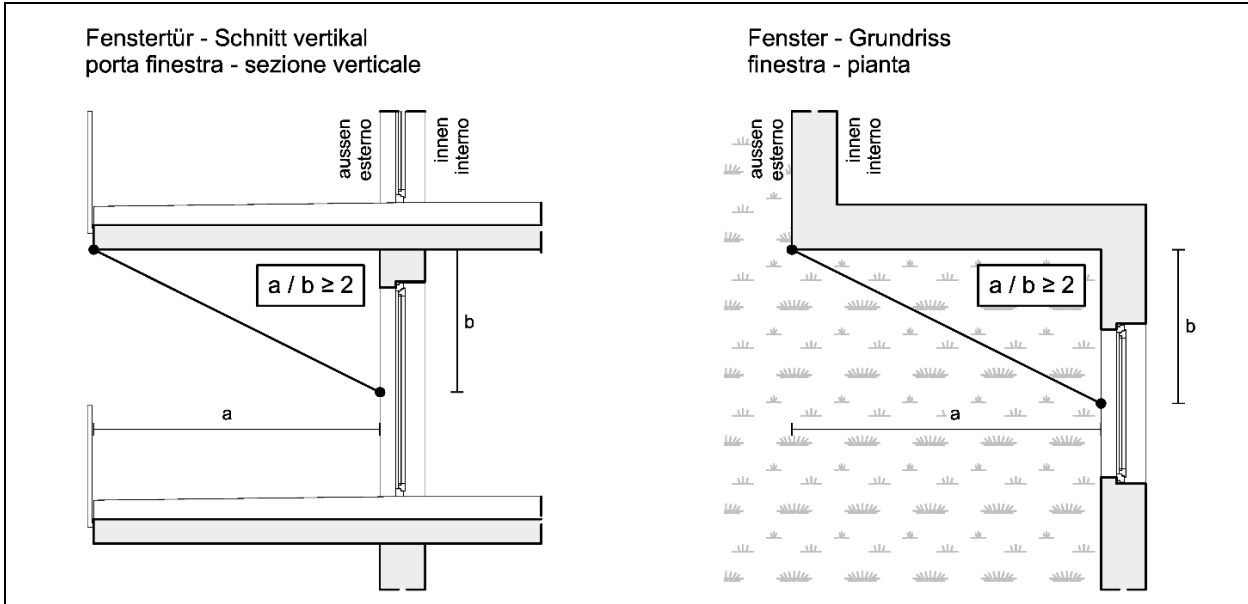 Fenstertür - Schnitt vertikal
porta finestra - sezione verticale
aussen
esterno
innen
interno
a / b ≥ 2
b
a
Fenster - Grundriss
finestra - pianta
aussen
esterno
innen
interno
a / b ≥ 2
b
a